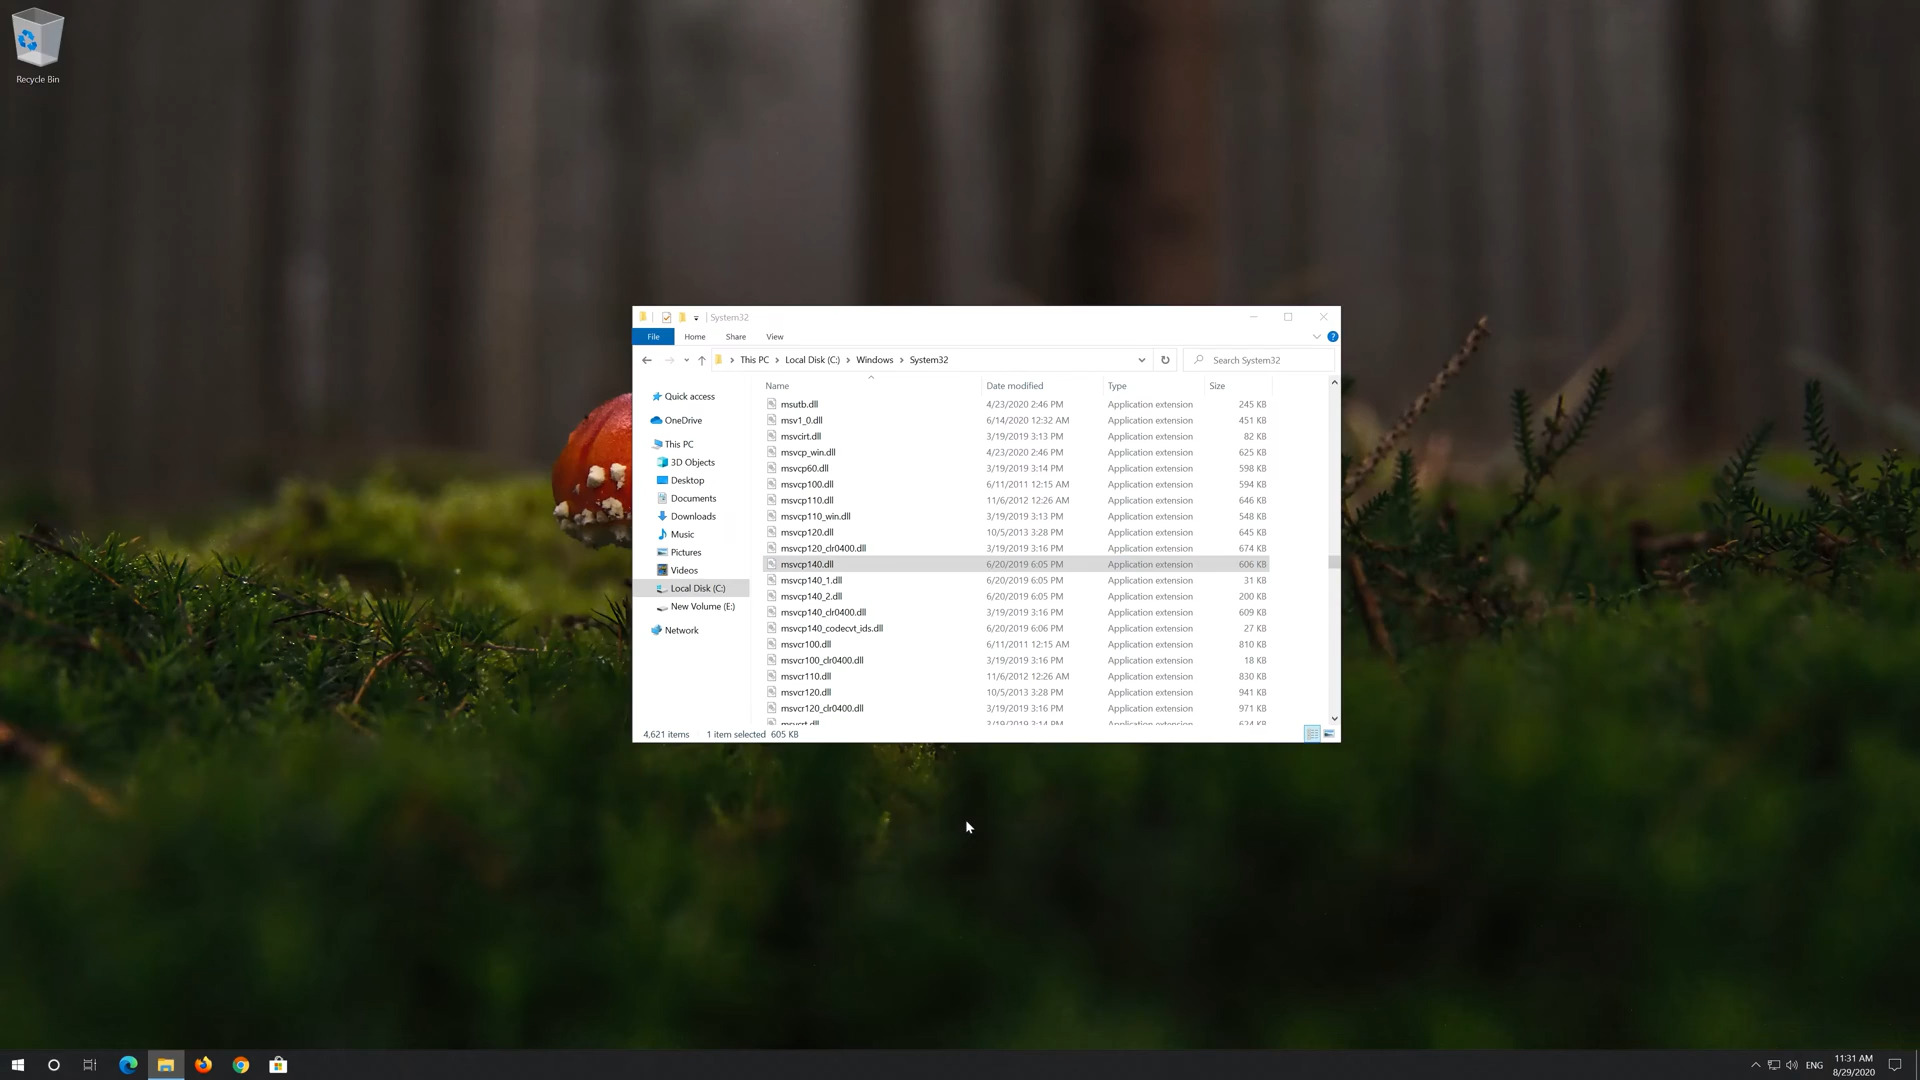 Recycle Bin
System32
File Home Share View
This PC Local Disk (C:) Windows System32
Search System32
Name Date modified Type Size
Quick access
OneDrive
This PC
3D Objects
Desktop
Documents
Downloads
Music
Pictures
Videos
Local Disk (C:)
New Volume (E:)
Network
msutb.dll 4/23/2020 2:46 PM Application extension 245 KB
msv1_0.dll 6/14/2020 12:32 AM Application extension 451 KB
msvcirt.dll 3/19/2019 3:13 PM Application extension 82 KB
msvcp_win.dll 4/23/2020 2:46 PM Application extension 625 KB
msvcp60.dll 3/19/2019 3:14 PM Application extension 598 KB
msvcp100.dll 6/11/2011 12:15 AM Application extension 594 KB
msvcp110.dll 11/6/2012 12:26 AM Application extension 646 KB
msvcp110_win.dll 3/19/2019 3:13 PM Application extension 548 KB
msvcp120.dll 10/5/2013 3:28 PM Application extension 645 KB
msvcp120_clr0400.dll 3/19/2019 3:16 PM Application extension 674 KB
msvcp140.dll 6/20/2019 6:05 PM Application extension 606 KB
msvcp140_1.dll 6/20/2019 6:05 PM Application extension 31 KB
msvcp140_2.dll 6/20/2019 6:05 PM Application extension 200 KB
msvcp140_clr0400.dll 3/19/2019 3:16 PM Application extension 609 KB
msvcp140_codecvt_ids.dll 6/20/2019 6:06 PM Application extension 27 KB
msvcr100.dll 6/11/2011 12:15 AM Application extension 810 KB
msvcr100_clr0400.dll 3/19/2019 3:16 PM Application extension 18 KB
msvcr110.dll 11/6/2012 12:26 AM Application extension 830 KB
msvcr120.dll 10/5/2013 3:28 PM Application extension 941 KB
msvcr120_clr0400.dll 3/19/2019 3:16 PM Application extension 971 KB
msvcrt.dll 3/19/2019 3:14 PM Application extension 624 KB
4,621 items 1 item selected 605 KB
ENG
11:31 AM
8/29/2020